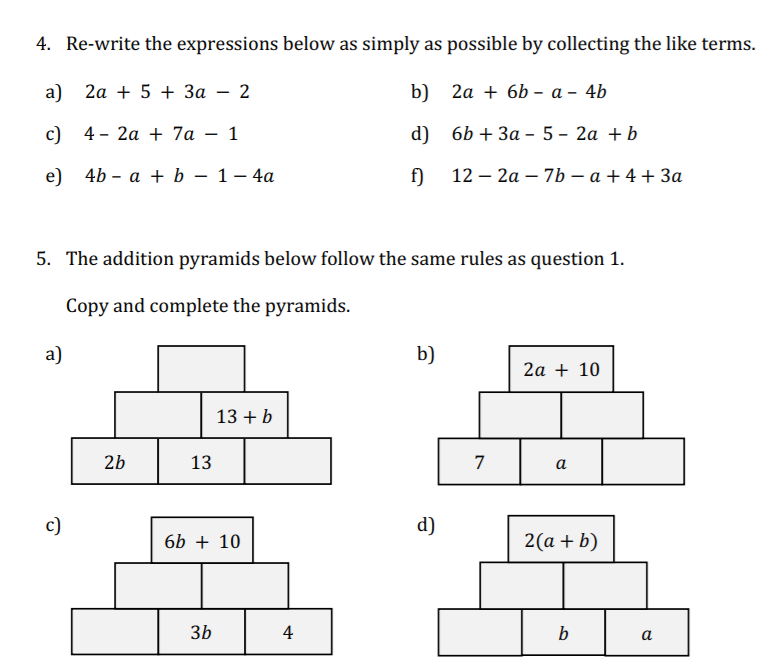 4. Re-write the expressions below as simply as possible by collecting the like terms.
a) 2a + 5 + 3a − 2
b) 2a + 6b – a – 4b
c) 4 – 2a + 7a − 1
d) 6b + 3a – 5 – 2a + b
e) 4b – a + b − 1 – 4a
f) 12 – 2a – 7b – a + 4 + 3a
5. The addition pyramids below follow the same rules as question 1.
Copy and complete the pyramids.
a)
13 + b
2b 13
b)
2a + 10
7 a
c)
6b + 10
3b 4
d)
2(a + b)
b a